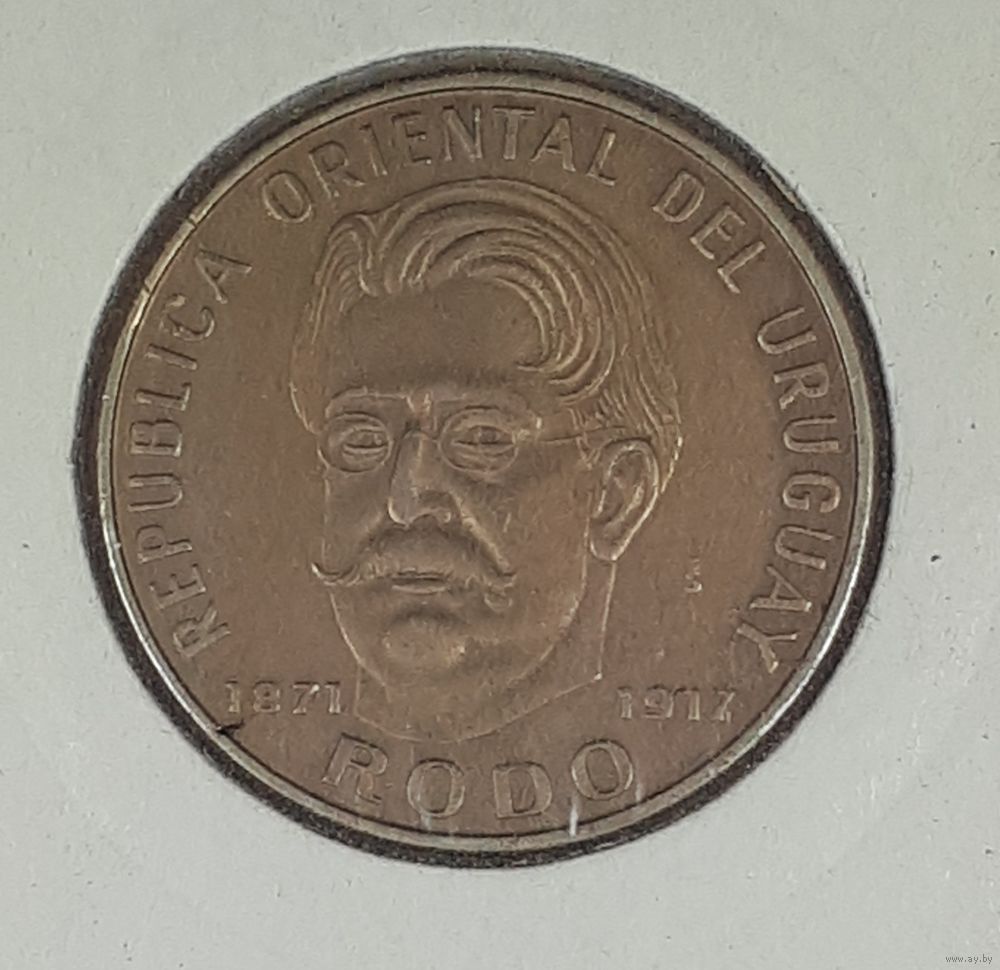 REPUBLICA ORIENTAL DEL URUGUAY
1871 1917
RODO
www.ay.by